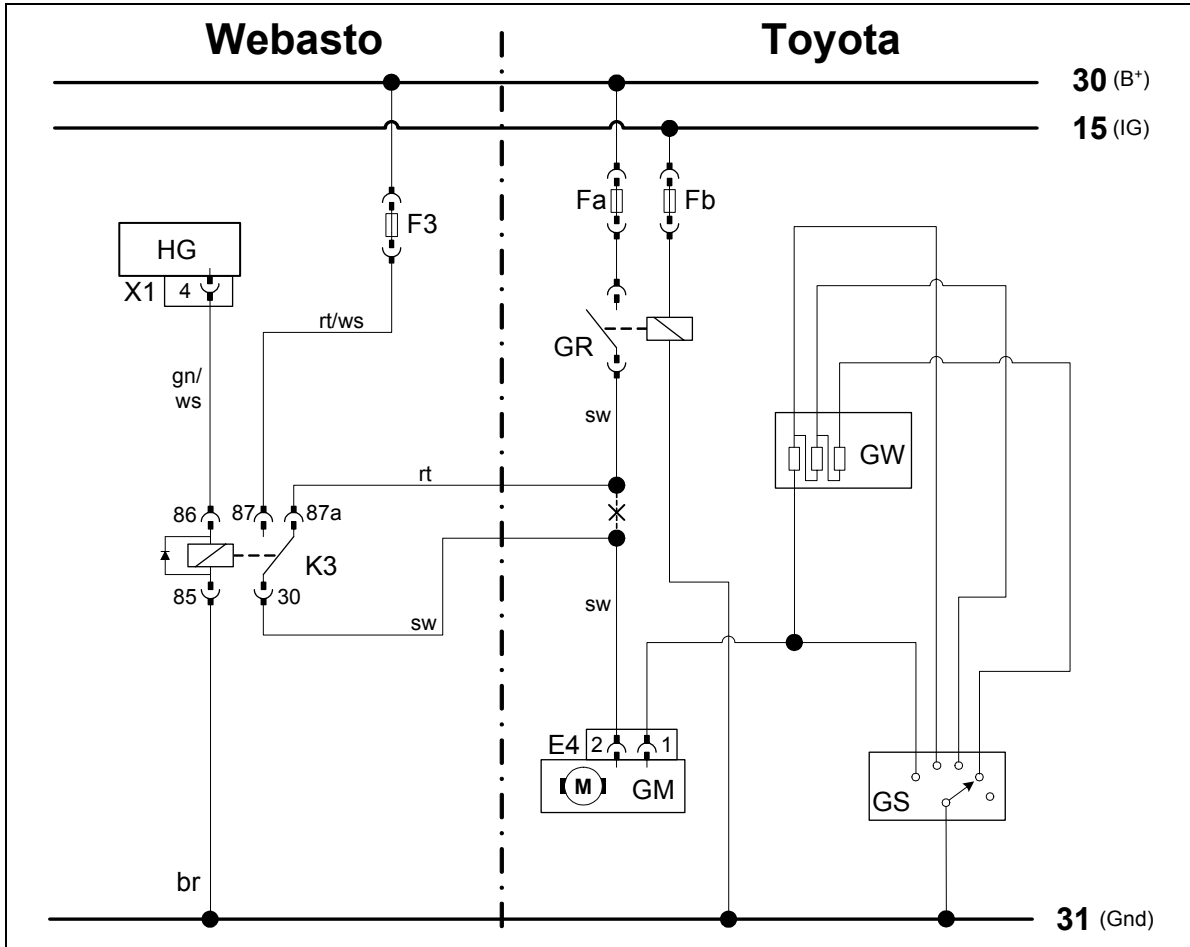 Webasto
Toyota
30 (B+)
15 (IG)
F3
Fa
Fb
HG
X1
4
rt/ws
GR
gn/
ws
sw
GW
rt
86
87
87a
K3
85
30
sw
sw
E4
2
1
M
GM
GS
br
31 (Gnd)